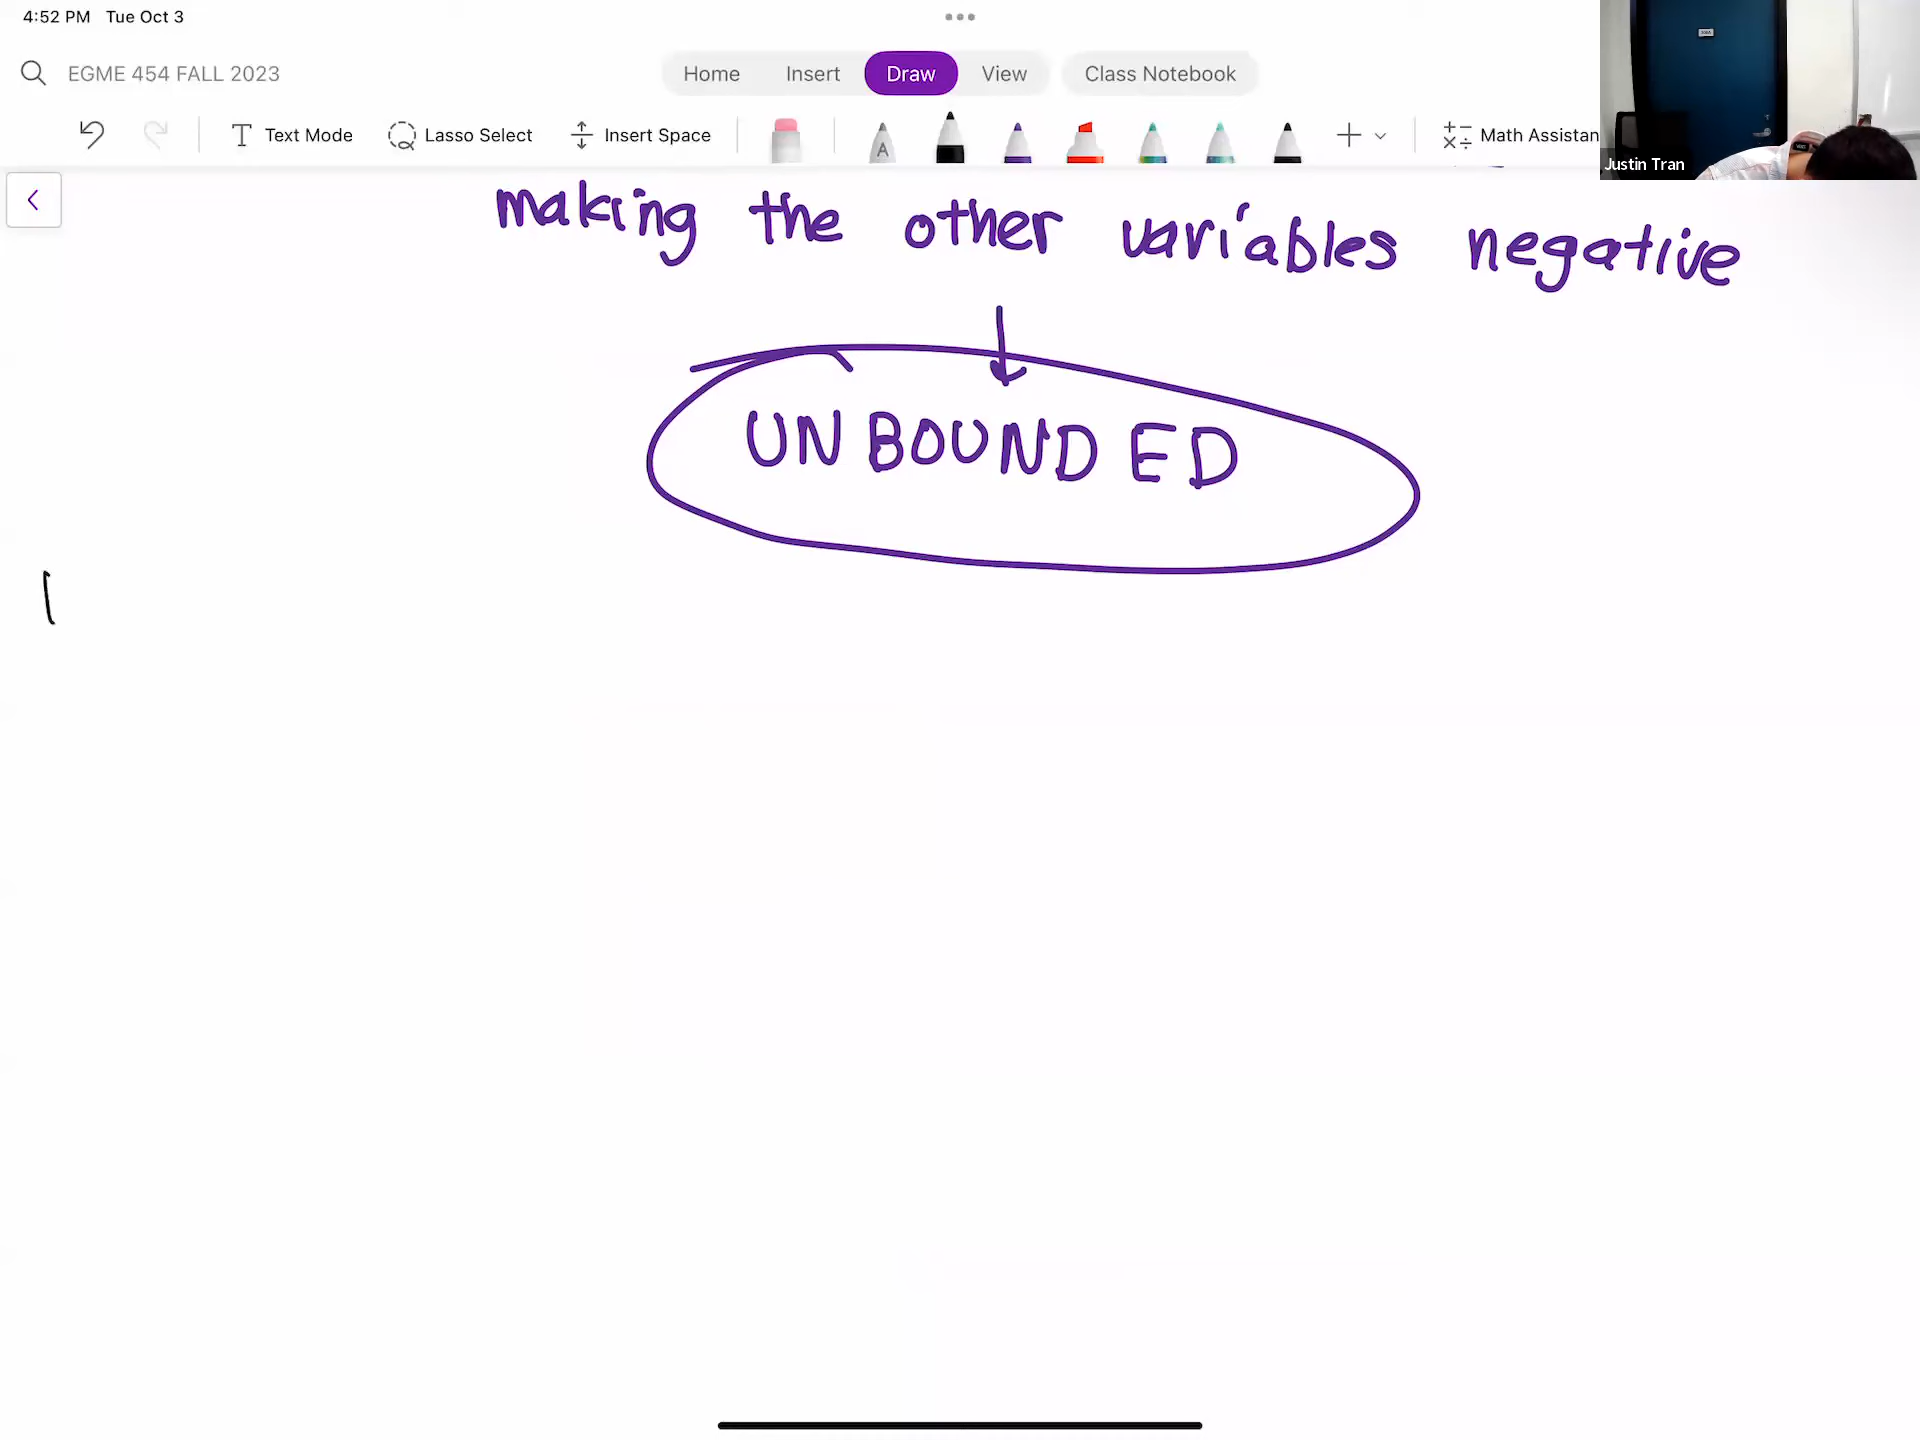 4:52 PM Tue Oct 3
EGME 454 FALL 2023
Home Insert Draw View Class Notebook
Text Mode Lasso Select Insert Space A Math Assistan
Justin Tran
making the other variables negative
UNBOUNDED